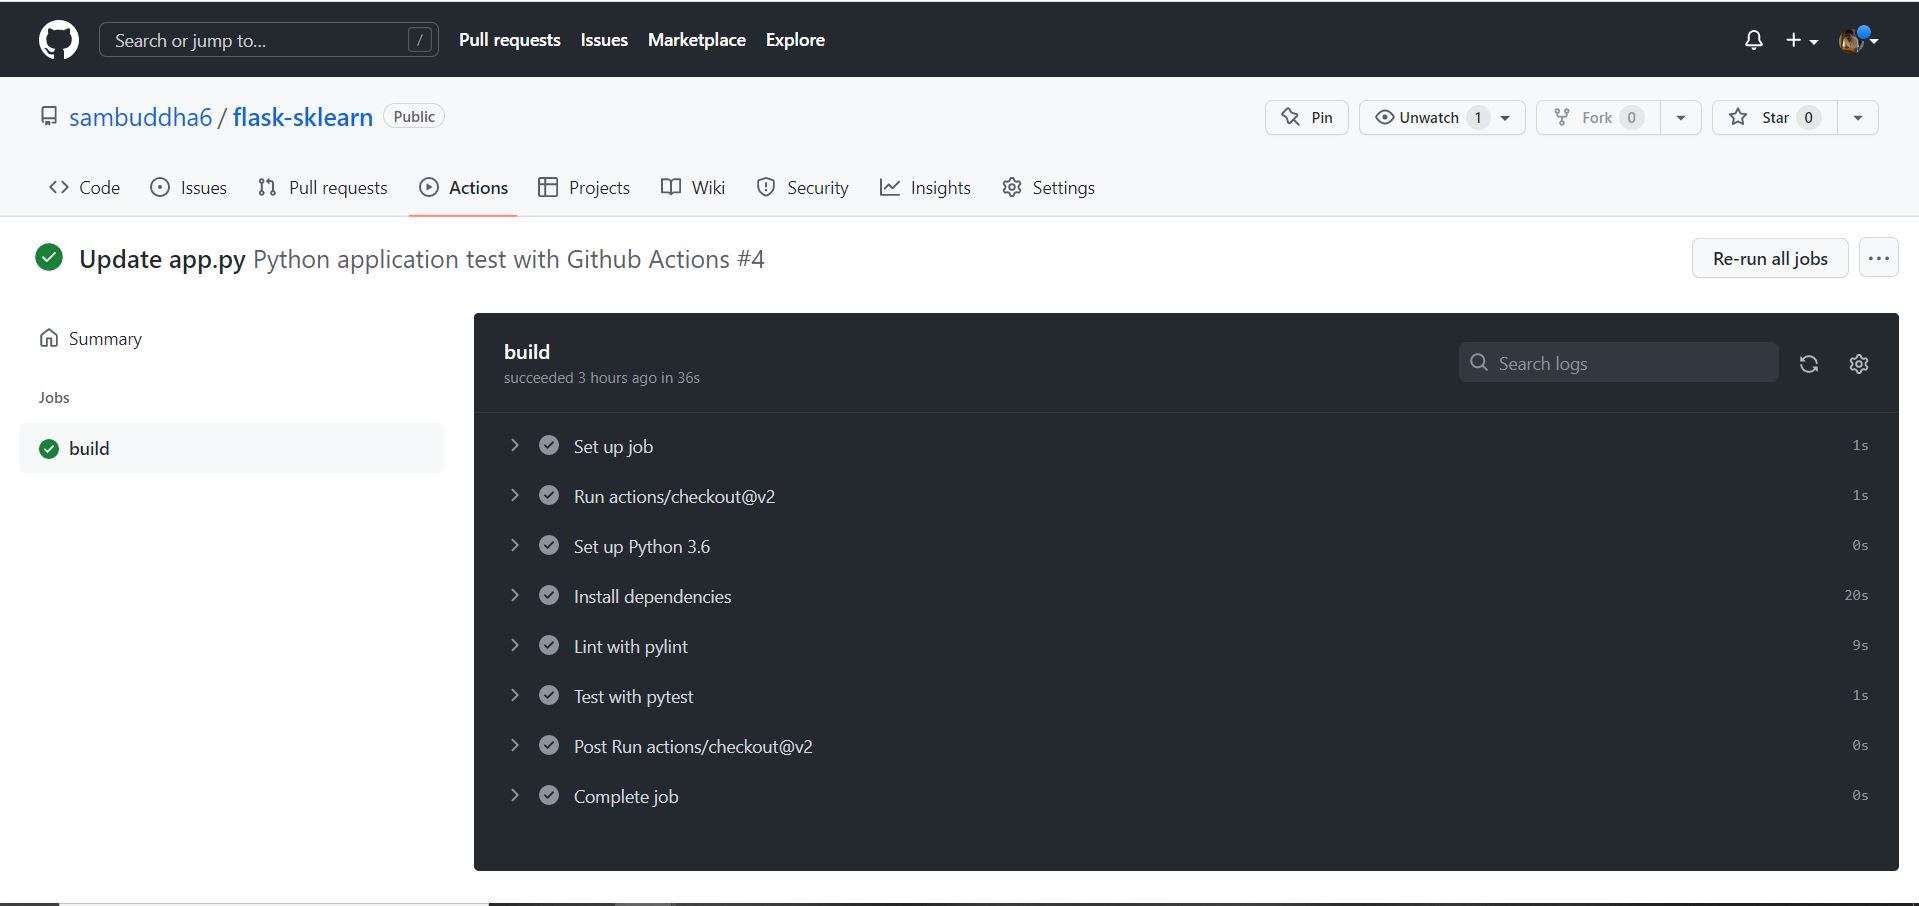 Search or jump to... / Pull requests Issues Marketplace Explore
sambuddha6 / flask-sklearn Public Pin Unwatch 1 Fork 0 Star 0
Code Issues Pull requests Actions Projects Wiki Security Insights Settings
Update app.py Python application test with Github Actions #4 Re-run all jobs ...
Summary
Jobs
build
build
succeeded 3 hours ago in 36s
Search logs
Set up job 1s
Run actions/checkout@v2 1s
Set up Python 3.6 0s
Install dependencies 20s
Lint with pylint 9s
Test with pytest 1s
Post Run actions/checkout@v2 0s
Complete job 0s